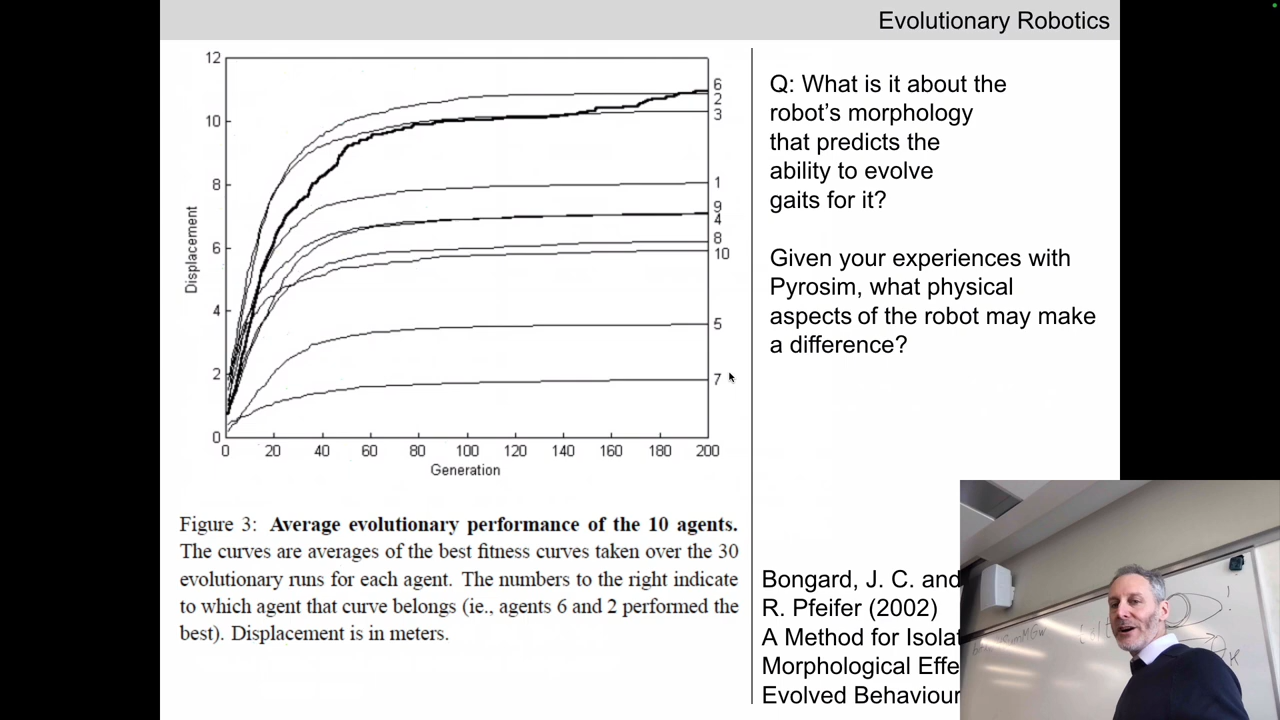 Evolutionary Robotics
12
10
8
6
4
2
0
Displacement
0 20 40 60 80 100 120 140 160 180 200
Generation
6
2
3
1
9
4
8
10
5
7
Figure 3: Average evolutionary performance of the 10 agents.
The curves are averages of the best fitness curves taken over the 30
evolutionary runs for each agent. The numbers to the right indicate
to which agent that curve belongs (ie., agents 6 and 2 performed the
best). Displacement is in meters.
Q: What is it about the
robot's morphology
that predicts the
ability to evolve
gaits for it?
Given your experiences with
Pyrosim, what physical
aspects of the robot may make
a difference?
Bongard, J. C. and
R. Pfeifer (2002)
A Method for Isolat
Morphological Effe
Evolved Behaviour